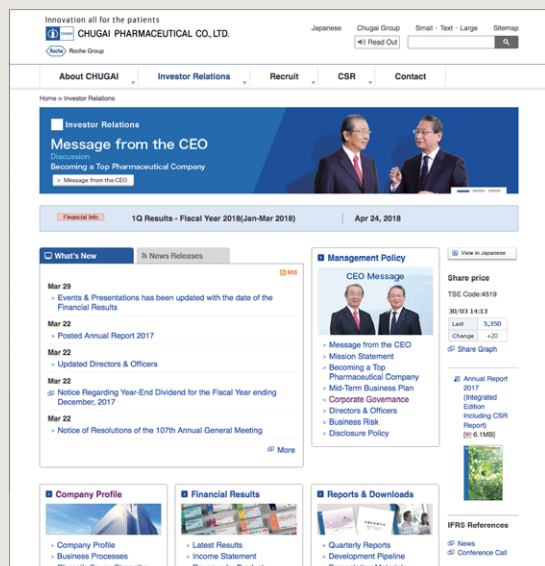 Innovation all for the patients
CHUGAI PHARMACEUTICAL CO., LTD.
Roche Roche Group
Japanese Chugai Group Small・Text・Large Sitemap
Read Out
About CHUGAI Investor Relations Recruit CSR Contact
Home > Investor Relations
Investor Relations
Message from the CEO
Discussion
Becoming a Top Pharmaceutical Company
> Message from the CEO
Financial Info. 1Q Results - Fiscal Year 2018(Jan-Mar 2018) Apr 24, 2018
What's New News Releases
RSS
Mar 29
> Events & Presentations has been updated with the date of the
Financial Results
Mar 22
> Posted Annual Report 2017
Mar 22
> Updated Directors & Officers
Mar 22
Notice Regarding Year-End Dividend for the Fiscal Year ending
December, 2017
Mar 22
> Notice of Resolutions of the 107th Annual General Meeting
More
Management Policy
CEO Message
> Message from the CEO
> Mission Statement
> Becoming a Top
Pharmaceutical Company
> Mid-Term Business Plan
> Corporate Governance
> Directors & Officers
> Business Risk
> Disclosure Policy
View in Japanese
Share price
TSE Code:4519
30/03 14:13
Last 5,350
Change +20
Share Graph
Annual Report
2017
(Integrated
Edition
Including CSR
Report)
[ 6.1MB]
IFRS References
News
Conference Call
Company Profile
> Company Profile
> Business Processes
Financial Results
> Latest Results
> Income Statement
Reports & Downloads
> Quarterly Reports
> Development Pipeline